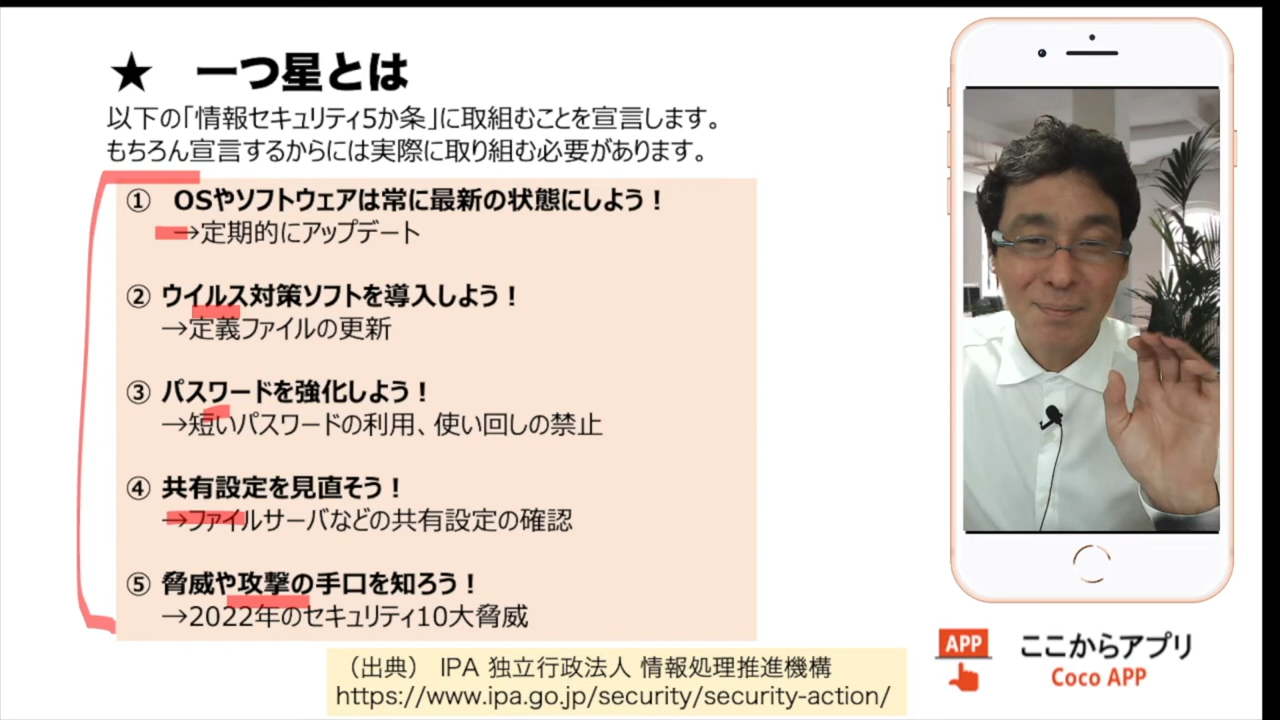 ★ 一つ星とは
以下の「情報セキュリティ5か条」に取組むことを宣言します。
もちろん宣言するからには実際に取り組む必要があります。
① OSやソフトウェアは常に最新の状態にしよう！
→定期的にアップデート
② ウイルス対策ソフトを導入しよう！
→定義ファイルの更新
③ パスワードを強化しよう！
→短いパスワードの利用、使い回しの禁止
④ 共有設定を見直そう！
→ファイルサーバなどの共有設定の確認
⑤ 脅威や攻撃の手口を知ろう！
→2022年のセキュリティ10大脅威
（出典） IPA 独立行政法人 情報処理推進機構
https://www.ipa.go.jp/security/security-action/
APP
ここからアプリ
Coco APP